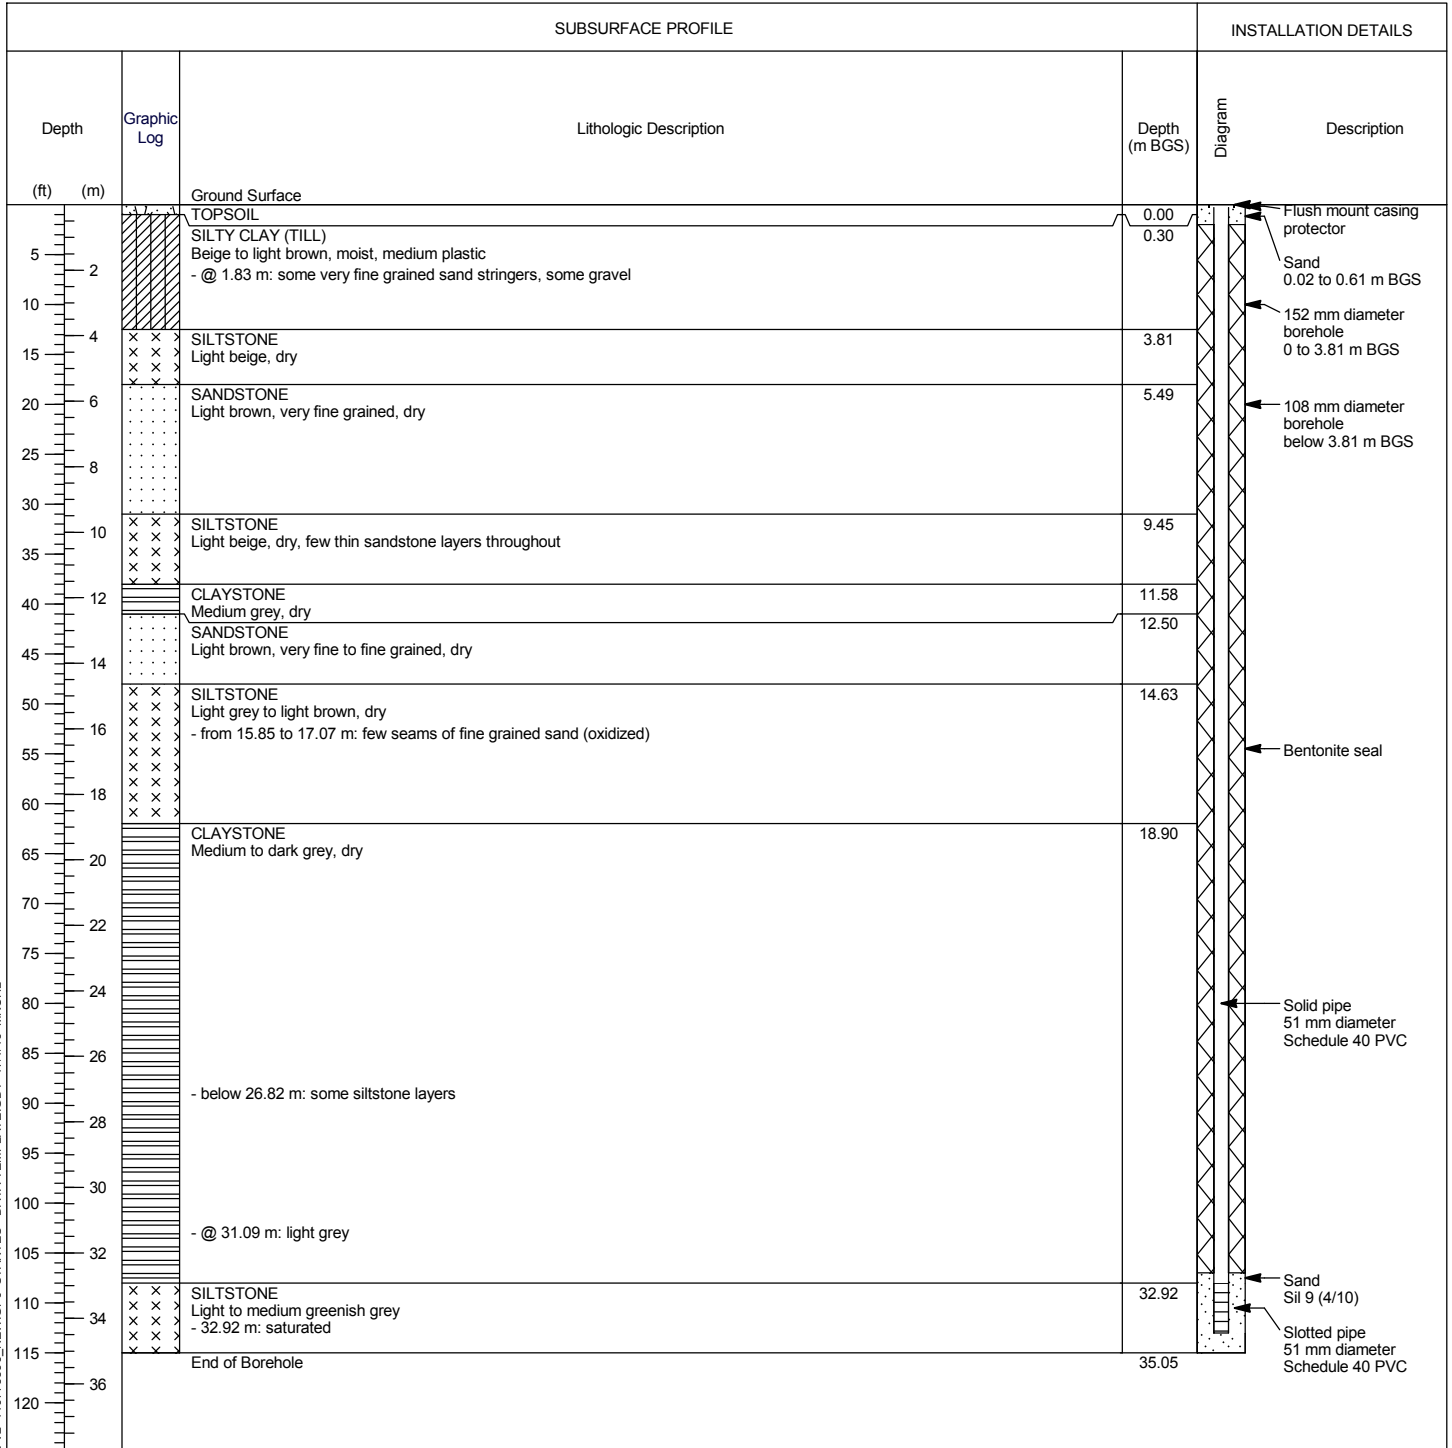 SUBSURFACE PROFILE
INSTALLATION DETAILS
Depth
Graphic
Log
Lithologic Description
Depth
(m BGS)
Diagram
Description
(ft)
(m)
Ground Surface
TOPSOIL
0.00
SILTY CLAY (TILL)
0.30
Beige to light brown, moist, medium plastic
- @ 1.83 m: some very fine grained sand stringers, some gravel
SILTSTONE
3.81
Light beige, dry
SANDSTONE
5.49
Light brown, very fine grained, dry
SILTSTONE
9.45
Light beige, dry, few thin sandstone layers throughout
CLAYSTONE
11.58
Medium grey, dry
12.50
SANDSTONE
Light brown, very fine to fine grained, dry
SILTSTONE
14.63
Light grey to light brown, dry
- from 15.85 to 17.07 m: few seams of fine grained sand (oxidized)
CLAYSTONE
18.90
Medium to dark grey, dry
- below 26.82 m: some siltstone layers
- @ 31.09 m: light grey
SILTSTONE
32.92
Light to medium greenish grey
- 32.92 m: saturated
End of Borehole
35.05
5
10
15
20
25
30
35
40
45
50
55
60
65
70
75
80
85
90
95
100
105
110
115
120
2
4
6
8
10
12
14
16
18
20
22
24
26
28
30
32
34
36
Flush mount casing
protector
Sand
0.02 to 0.61 m BGS
152 mm diameter
borehole
0 to 3.81 m BGS
108 mm diameter
borehole
below 3.81 m BGS
Bentonite seal
Solid pipe
51 mm diameter
Schedule 40 PVC
Sand
Sil 9 (4/10)
Slotted pipe
51 mm diameter
Schedule 40 PVC